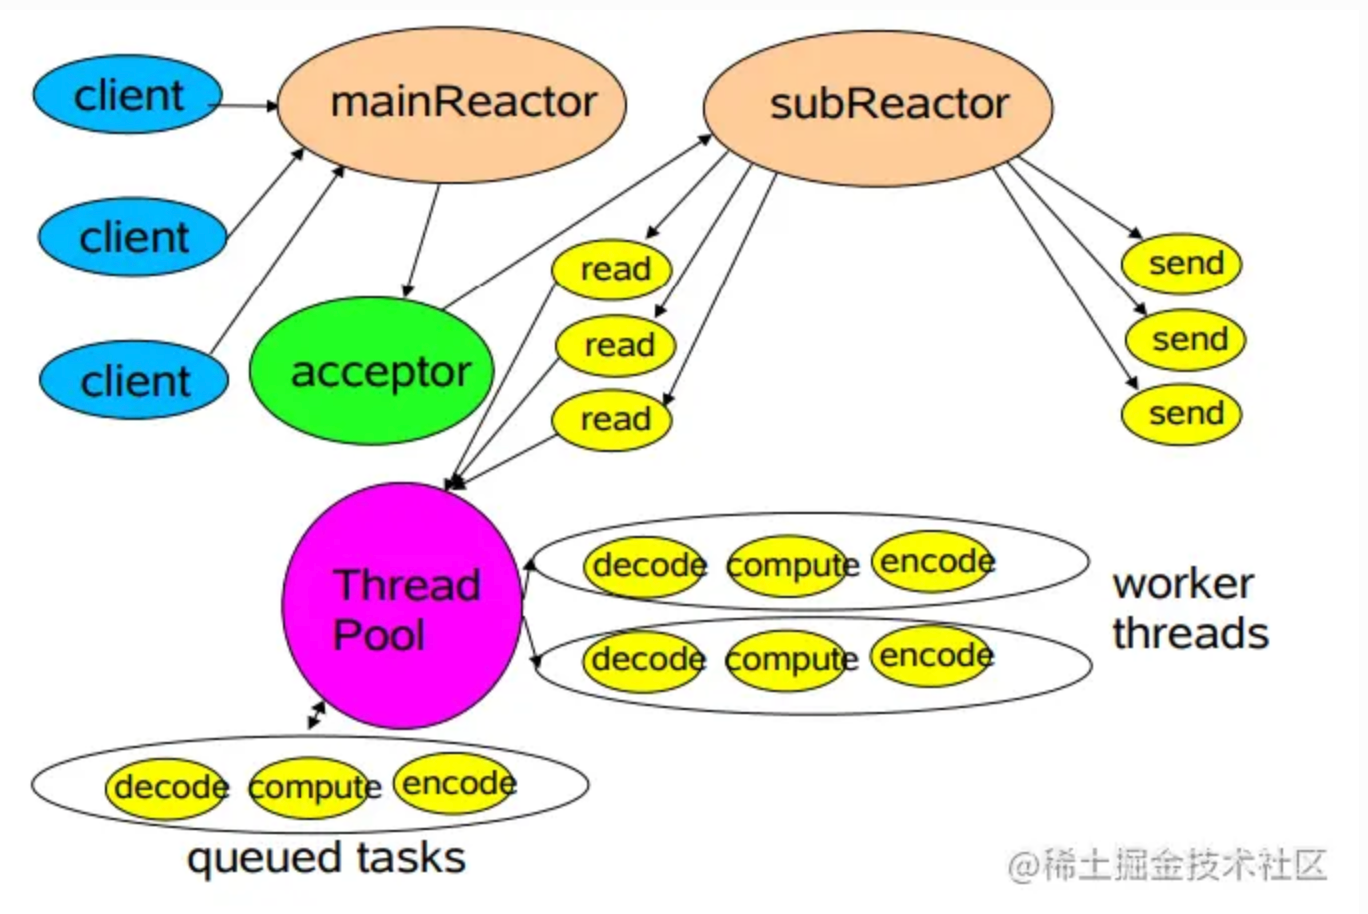 client
mainReactor
subReactor
client
read
send
acceptor
read
send
client
read
send
Thread
Pool
decode compute encode
worker
threads
decode compute encode
decode compute encode
queued tasks
@稀土掘金技术社区